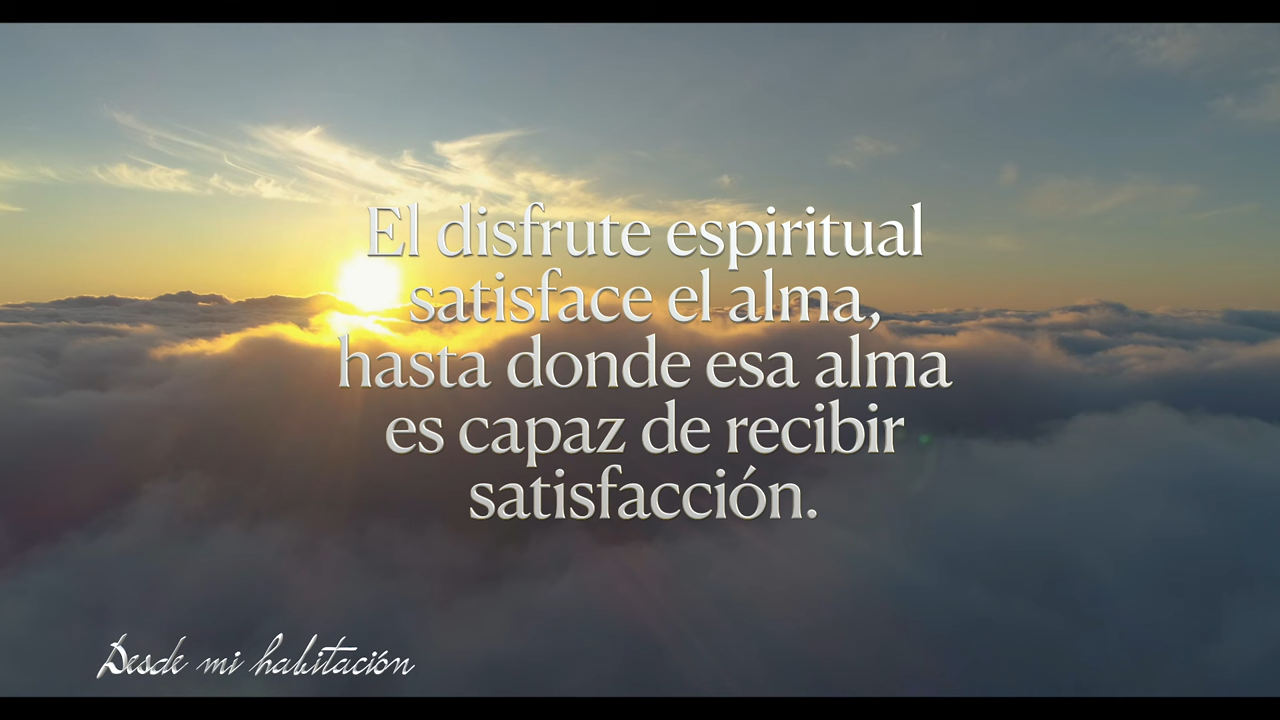 El disfrute espiritual
satisface el alma,
hasta donde esa alma
es capaz de recibir
satisfacción.
Desde mi habitación